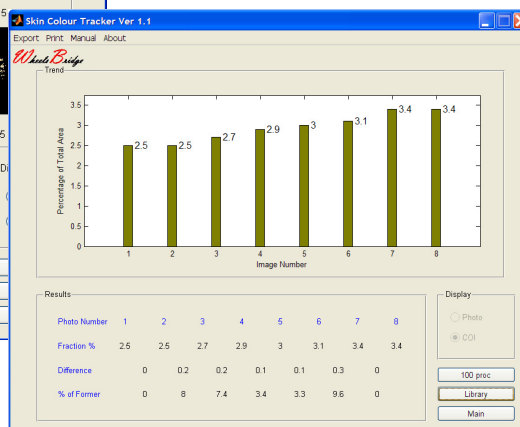 Skin Colour Tracker Ver 1.1
Export Print Manual About
Wheels Bridge
Trend
Percentage of Total Area
3.5
3
2.5
2
1.5
1
0.5
0
2.5 2.5 2.7 2.9 3 3.1 3.4 3.4
1 2 3 4 5 6 7 8
Image Number
Results
Photo Number 1 2 3 4 5 6 7 8
Fraction % 2.5 2.5 2.7 2.9 3 3.1 3.4 3.4
Difference 0 0.2 0.2 0.1 0.1 0.3 0
% of Former 0 8 7.4 3.4 3.3 9.6 0
Display
Photo
COI
100 proc
Library
Main
5
5
Di